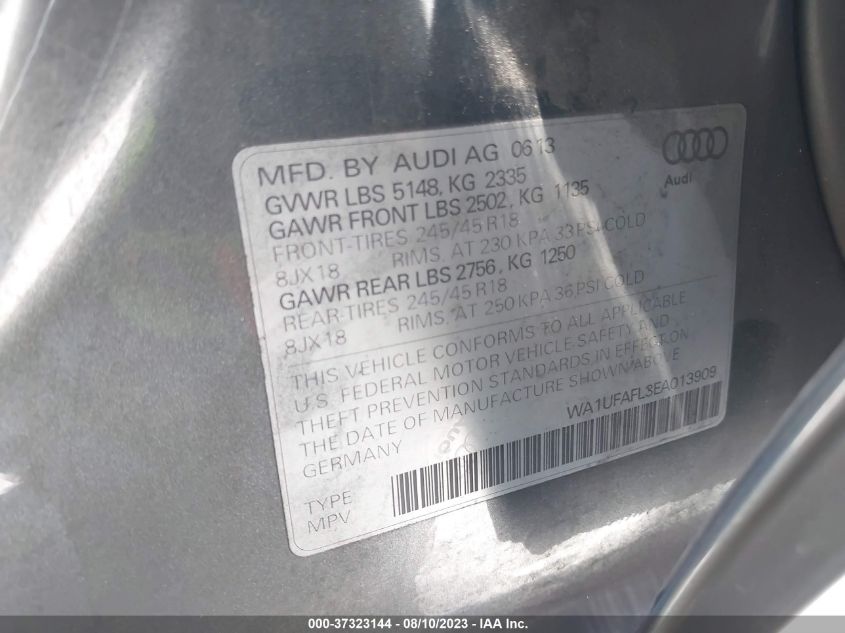 MFD. BY AUDI AG 06 13
GVWR LBS 5148, KG 2335
GAWR FRONT LBS 2502, KG 1135
FRONT-TIRES 245/45 R18
8JX18 RIMS, AT 230 KPA 33 PSI COLD
GAWR REAR LBS 2756, KG 1250
REAR-TIRES 245/45 R18
8JX18 RIMS, AT 250 KPA 36 PSI COLD
THIS VEHICLE CONFORMS TO ALL APPLICABLE
U.S. FEDERAL MOTOR VEHICLE SAFETY AND
THEFT PREVENTION STANDARDS IN EFFECT ON
THE DATE OF MANUFACTURE SHOWN ABOVE
GERMANY
WA1UFAFL3EA013909
TYPE
MPV
Audi
000-37323144 - 08/10/2023 - IAA Inc.